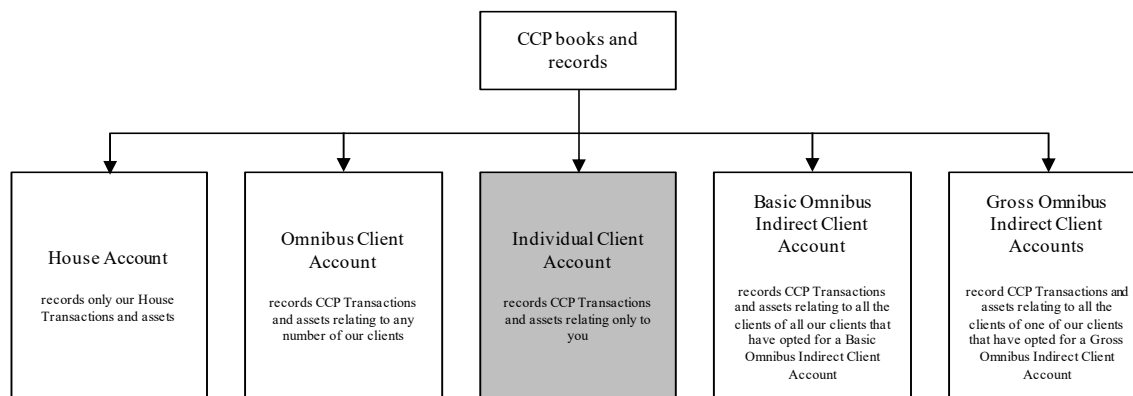 CCP books and
records
House Account
records only our House
Transactions and assets
Omnibus Client
Account
records CCP Transactions
and assets relating to any
number of our clients
Individual Client
Account
records CCP Transactions
and assets relating only to
you
Basic Omnibus
Indirect Client
Account
records CCP Transactions
and assets relating to all the
clients of all our clients that
have opted for a Basic
Omnibus Indirect Client
Account
Gross Omnibus
Indirect Client
Accounts
record CCP Transactions and
assets relating to all the
clients of one of our clients
that have opted for a Gross
Omnibus Indirect Client
Account